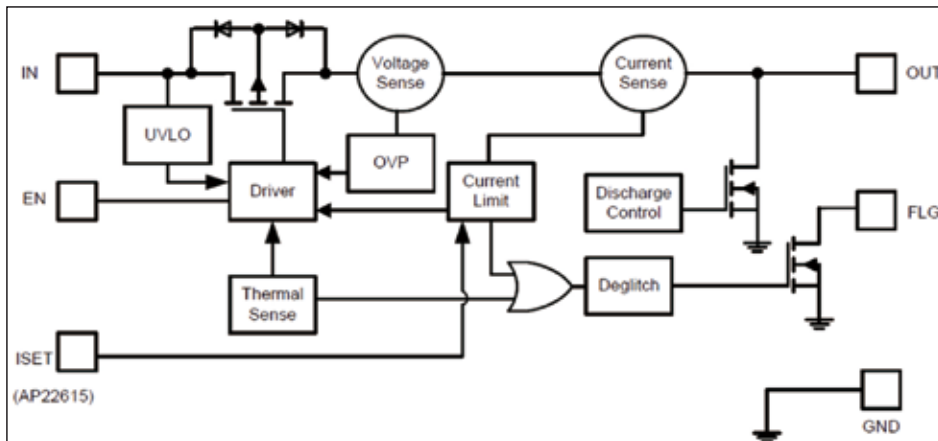 IN
Voltage
Sense
Current
Sense
OUT
UVLO
OVP
EN
Driver
Current
Limit
Discharge
Control
FLG
Thermal
Sense
Deglitch
ISET
(AP22615)
GND